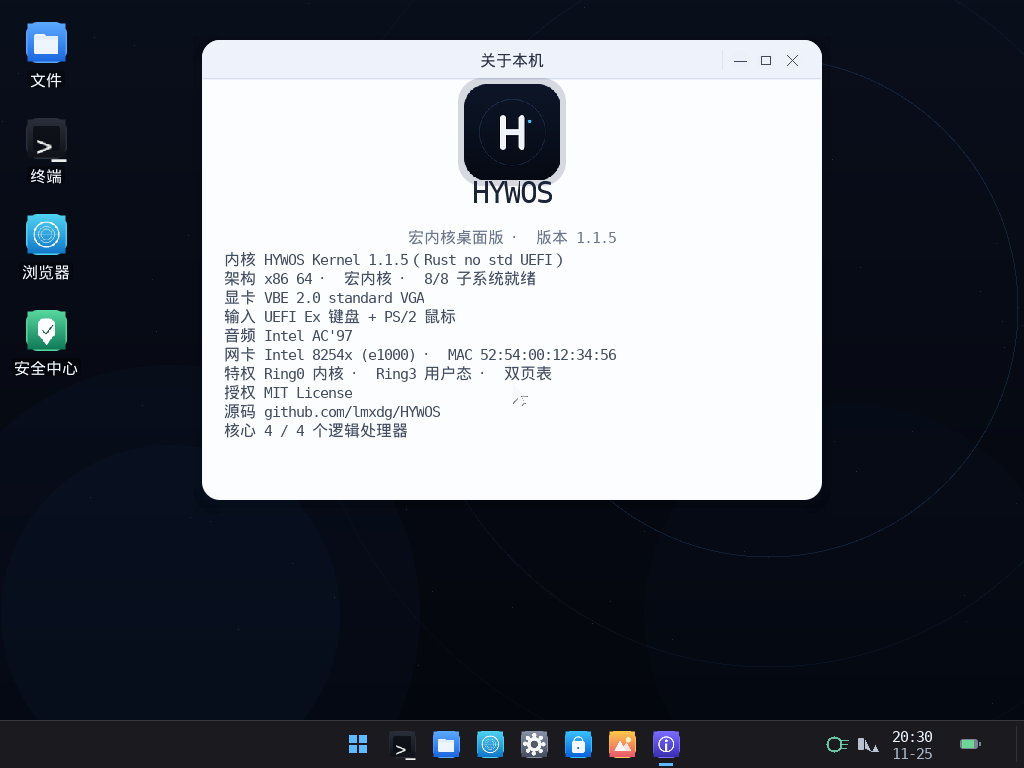 文件
终端
浏览器
安全中心
关于本机
H
HYWOS
宏内核桌面版 · 版本 1.1.5
内核 HYWOS Kernel 1.1.5 (Rust no std UEFI)
架构 x86 64 · 宏内核 · 8/8 子系统就绪
显卡 VBE 2.0 standard VGA
输入 UEFI Ex 键盘 + PS/2 鼠标
音频 Intel AC'97
网卡 Intel 8254x (e1000) · MAC 52:54:00:12:34:56
特权 Ring0 内核 · Ring3 用户态 · 双页表
授权 MIT License
源码 github.com/lmxdg/HYWOS
核心 4 / 4 个逻辑处理器
20:30
11-25